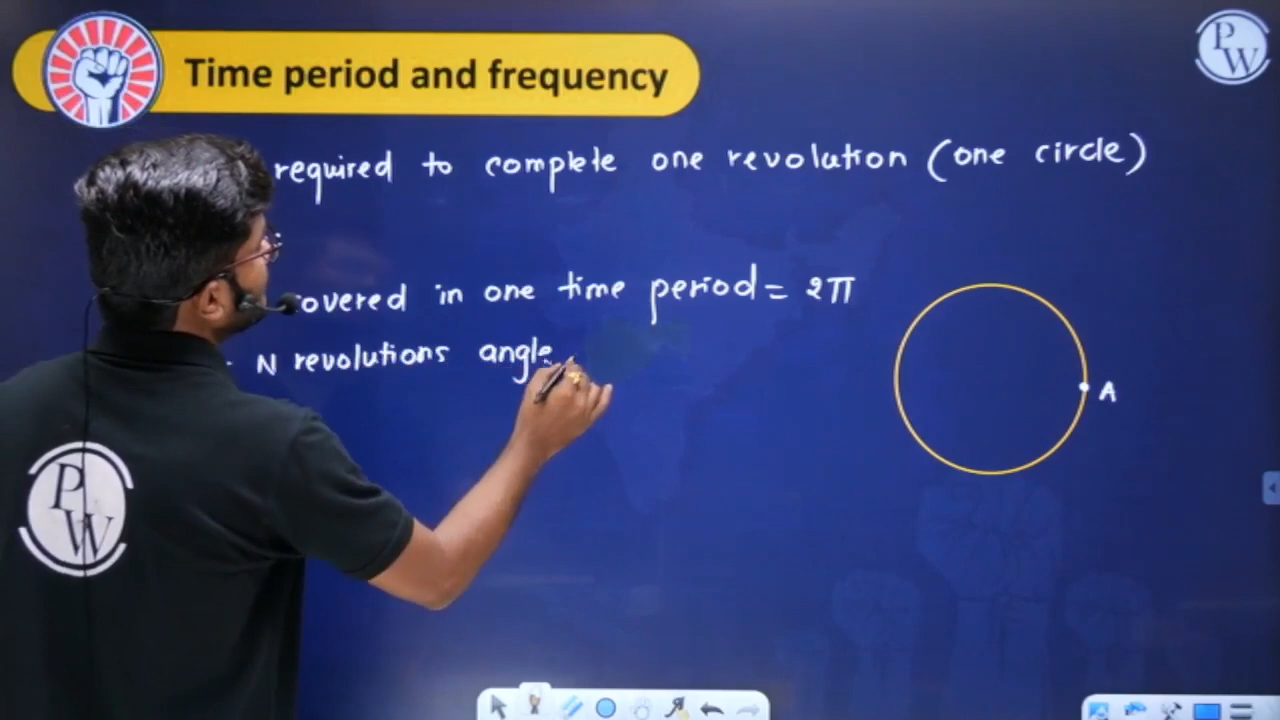 Time period and frequency
PW
required to complete one revolution (one circle)
overed in one time period = 2π
N revolutions angle
A
PW